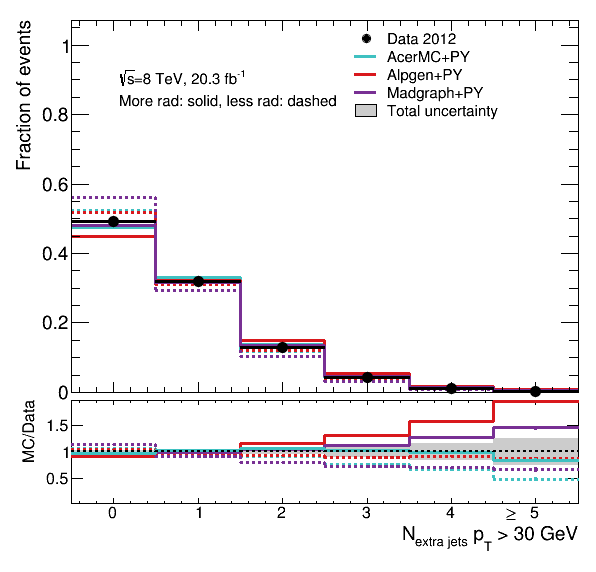 Fraction of events
1
0.8
0.6
0.4
0.2
0
√s=8 TeV, 20.3 fb⁻¹
More rad: solid, less rad: dashed
Data 2012
AcerMC+PY
Alpgen+PY
Madgraph+PY
Total uncertainty
MC/Data
1.5
1
0.5
0 1 2 3 4 ≥ 5
N extra jets p T > 30 GeV